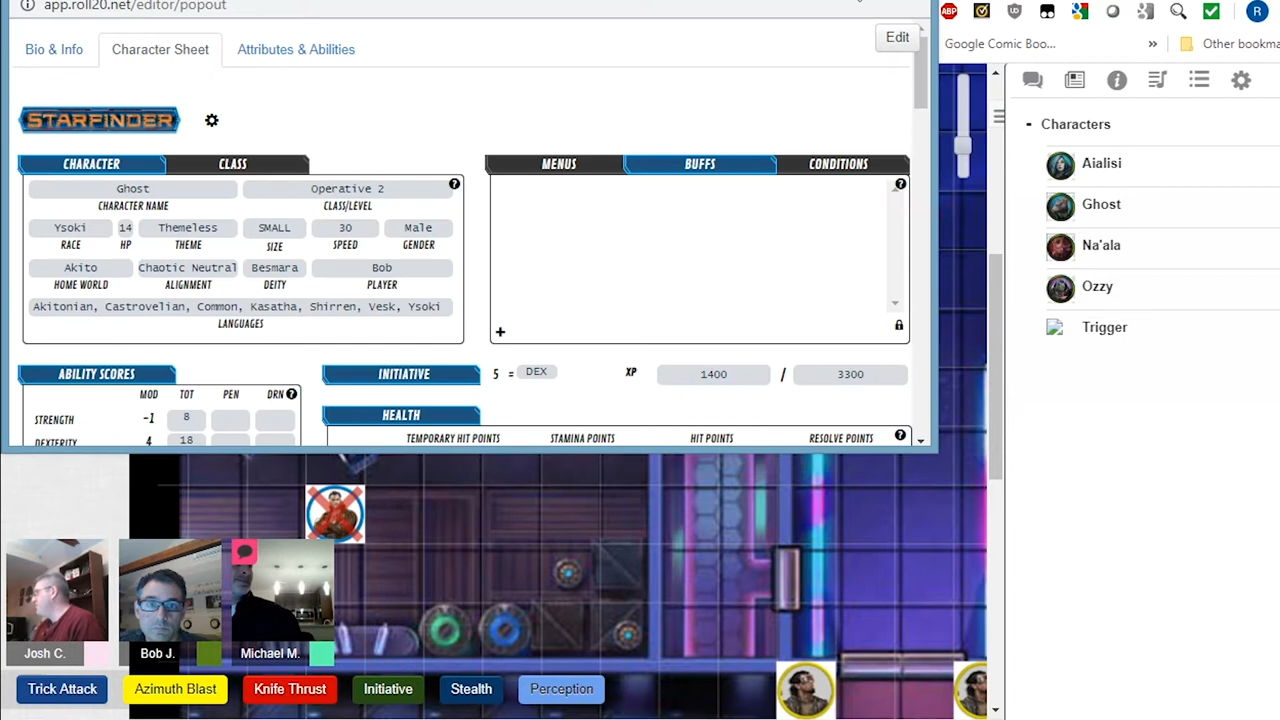 app.roll20.net/editor/popout
Bio & Info
Character Sheet
Attributes & Abilities
Edit
STARFINDER
CHARACTER
CLASS
Ghost
Operative 2
CHARACTER NAME
CLASS/LEVEL
Ysoki
14
Themeless
SMALL
30
Male
RACE
HP
THEME
SIZE
SPEED
GENDER
Akito
Chaotic Neutral
Besmara
Bob
HOME WORLD
ALIGNMENT
DEITY
PLAYER
Akitonian, Castrovelian, Common, Kasatha, Shirren, Vesk, Ysoki
LANGUAGES
MENUS
BUFFS
CONDITIONS
ABILITY SCORES
MOD
TOT
PEN
DRN
STRENGTH
-1
8
DEXTERITY
4
18
INITIATIVE
5 = DEX
XP
1400 / 3300
HEALTH
TEMPORARY HIT POINTS
STAMINA POINTS
HIT POINTS
RESOLVE POINTS
ABP
UD
R
Google Comic Boo...
»
Other bookma
- Characters
Aialisi
Ghost
Na'ala
Ozzy
Trigger
Josh C.
Bob J.
Michael M.
Trick Attack
Azimuth Blast
Knife Thrust
Initiative
Stealth
Perception